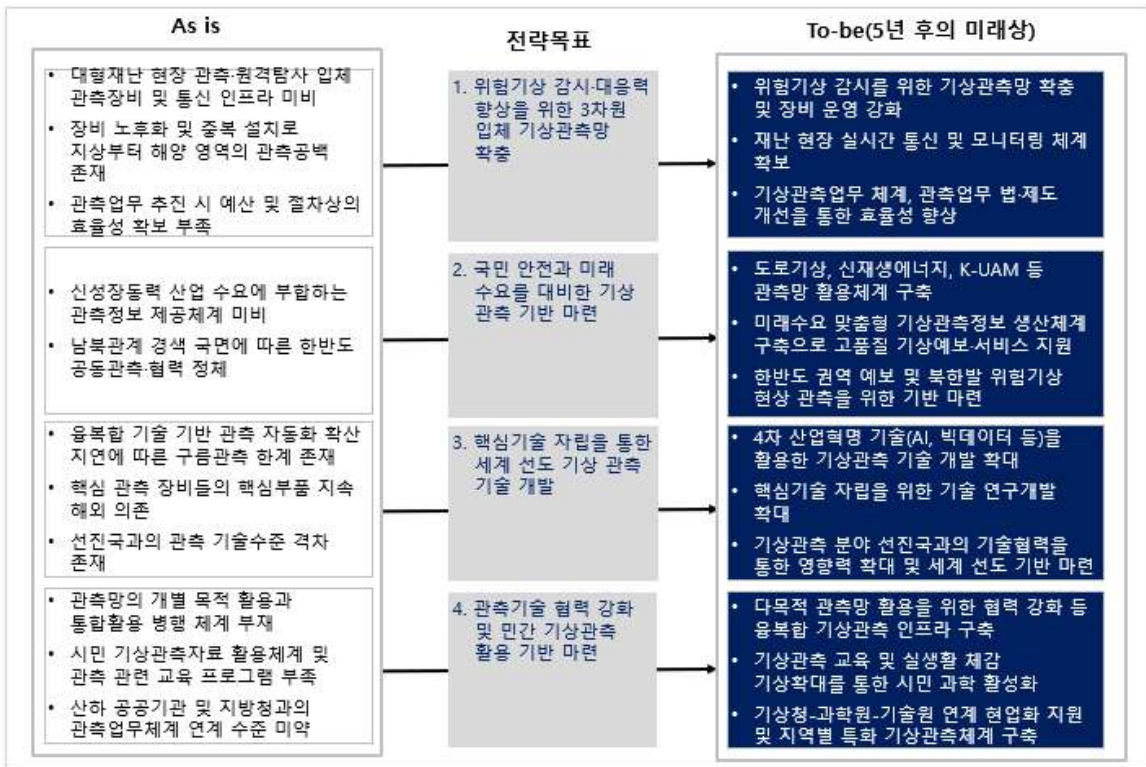 As is
전략목표
To-be(5년 후의 미래상)
• 대형재난 현장 관측·원격탐사 입체
관측장비 및 통신 인프라 미비
• 장비 노후화 및 중복 설치로
지상부터 해양 영역의 관측공백
존재
• 관측업무 추진 시 예산 및 절차상의
효율성 확보 부족
1. 위험기상 감시·대응력
향상을 위한 3차원
입체 기상관측망
확충
• 위험기상 감시를 위한 기상관측망 확충
및 장비 운영 강화
• 재난 현장 실시간 통신 및 모니터링 체계
확보
• 기상관측업무 체계, 관측업무 법·제도
개선을 통한 효율성 향상
• 신성장동력 산업 수요에 부합하는
관측정보 제공체계 미비
• 남북관계 경색 국면에 따른 한반도
공동관측·협력 정체
2. 국민 안전과 미래
수요를 대비한 기상
관측 기반 마련
• 도로기상, 신재생에너지, K-UAM 등
관측망 활용체계 구축
• 미래수요 맞춤형 기상관측정보 생산체계
구축으로 고품질 기상예보·서비스 지원
• 한반도 권역 예보 및 북한발 위험기상
현상 관측을 위한 기반 마련
• 융복합 기술 기반 관측 자동화 확산
지연에 따른 구름관측 한계 존재
• 핵심 관측 장비들의 핵심부품 지속
해외 의존
• 선진국과의 관측 기술수준 격차
존재
3. 핵심기술 자립을 통한
세계 선도 기상 관측
기술 개발
• 4차 산업혁명 기술(AI, 빅데이터 등)을
활용한 기상관측 기술 개발 확대
• 핵심기술 자립을 위한 기술 연구개발
확대
• 기상관측 분야 선진국과의 기술협력을
통한 영향력 확대 및 세계 선도 기반 마련
• 관측망의 개별 목적 활용과
통합활용 병행 체계 부재
• 시민 기상관측자료 활용체계 및
관측 관련 교육 프로그램 부족
• 산하 공공기관 및 지방청과의
관측업무체계 연계 수준 미약
4. 관측기술 협력 강화
및 민간 기상관측
활용 기반 마련
• 다목적 관측망 활용을 위한 협력 강화 등
융복합 기상관측 인프라 구축
• 기상관측 교육 및 실생활 체감
기상확대를 통한 시민 과학 활성화
• 기상청-과학원-기술원 연계 현업화 지원
및 지역별 특화 기상관측체계 구축